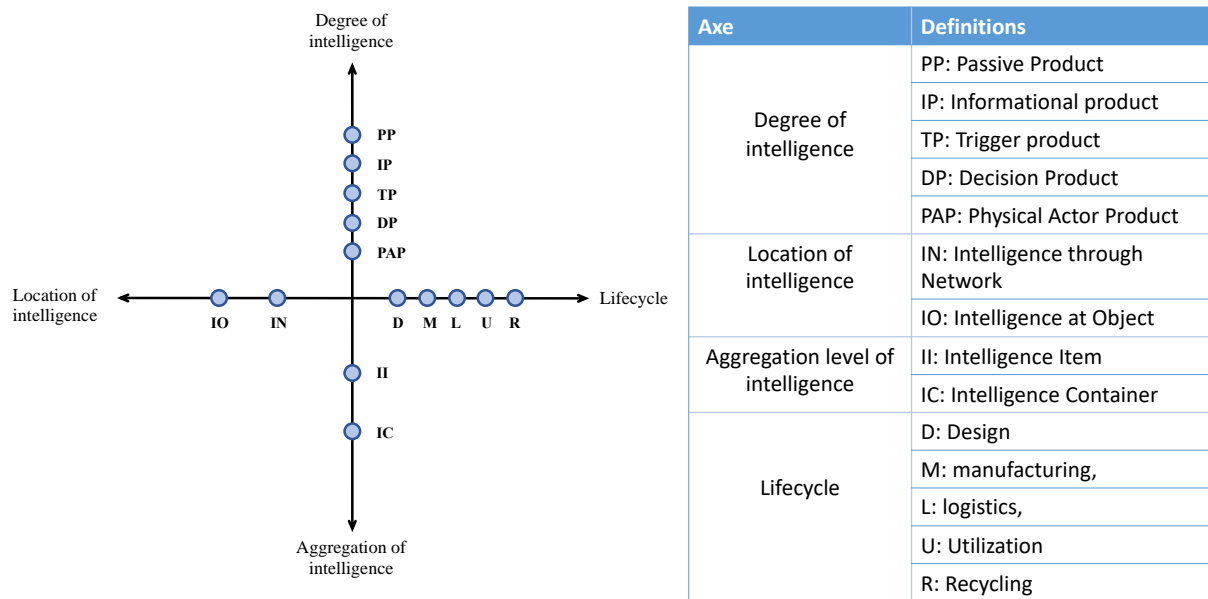 Degree of
intelligence
PP
IP
TP
DP
PAP
Location of
intelligence
IO
IN
D
M
L
U
R
Lifecycle
II
IC
Aggregation of
intelligence
Axe
Definitions
Degree of
intelligence
PP: Passive Product
IP: Informational product
TP: Trigger product
DP: Decision Product
PAP: Physical Actor Product
Location of
intelligence
IN: Intelligence through
Network
IO: Intelligence at Object
Aggregation level of
intelligence
II: Intelligence Item
IC: Intelligence Container
Lifecycle
D: Design
M: manufacturing,
L: logistics,
U: Utilization
R: Recycling